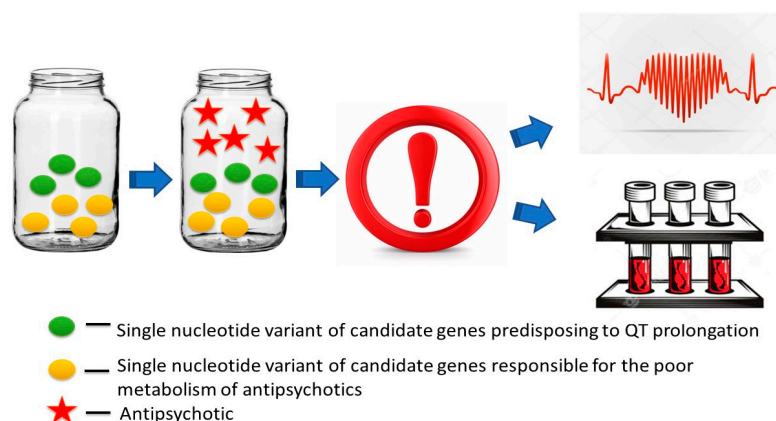 Single nucleotide variant of candidate genes predisposing to QT prolongation
Single nucleotide variant of candidate genes responsible for the poor
metabolism of antipsychotics
Antipsychotic